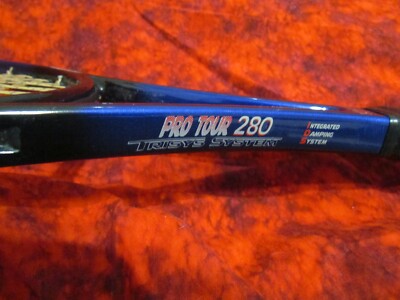 PRO TOUR 280
TRISYS SYSTEM
INTEGRATED
DAMPING
SYSTEM